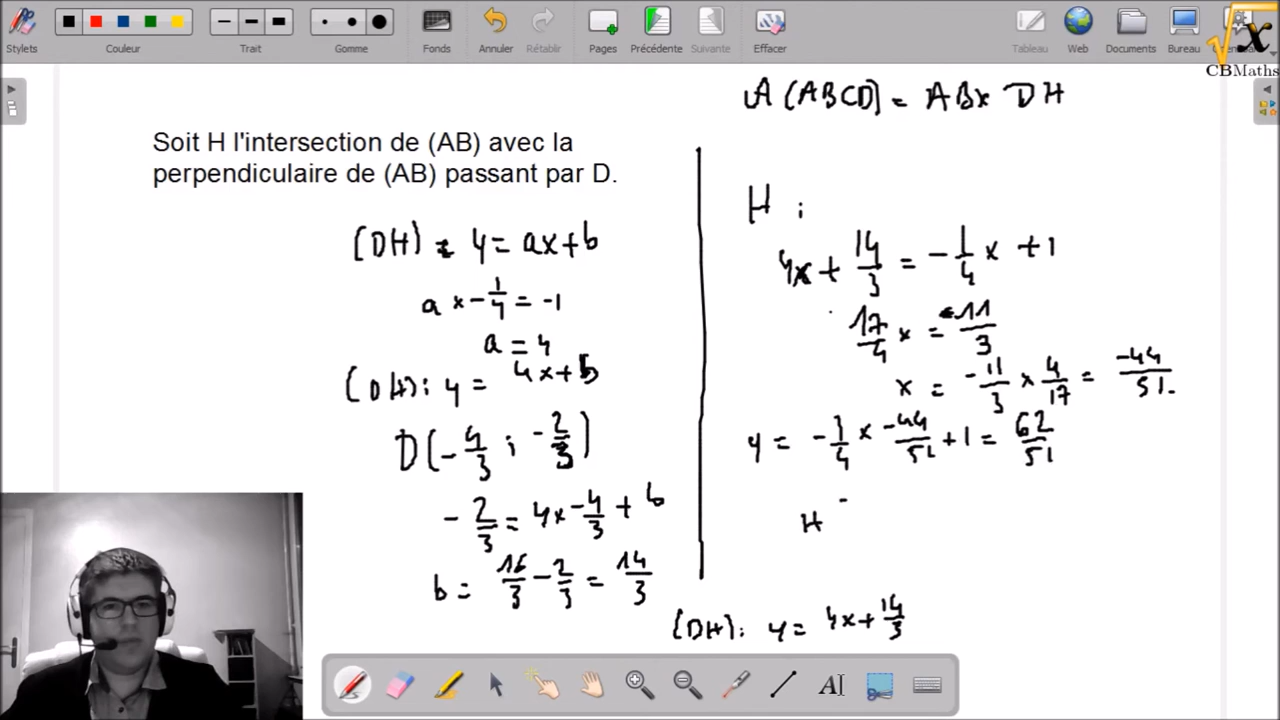 Stylets Couleur Trait Gomme Fonds Annuler Rétablir Pages Précédente Suivante Effacer Tableau Web Documents Bureau
CBMaths
A(ABCD) = AB x DH
Soit H l'intersection de (AB) avec la
perpendiculaire de (AB) passant par D.
(DH) : y = ax + b
a x -1/4 = -1
a = 4
(DH) : y = 4x + b
D(-4/3 ; -2/3)
-2/3 = 4x -4/3 + b
b = 16/3 - 2/3 = 14/3
H :
4x + 14/3 = -1/4 x + 1
17/4 x = -11/3
x = -11/3 x 4/17 = -44/51
y = -1/4 x -44/51 + 1 = 62/51
H
(DH) : y = 4x + 14/3
AI